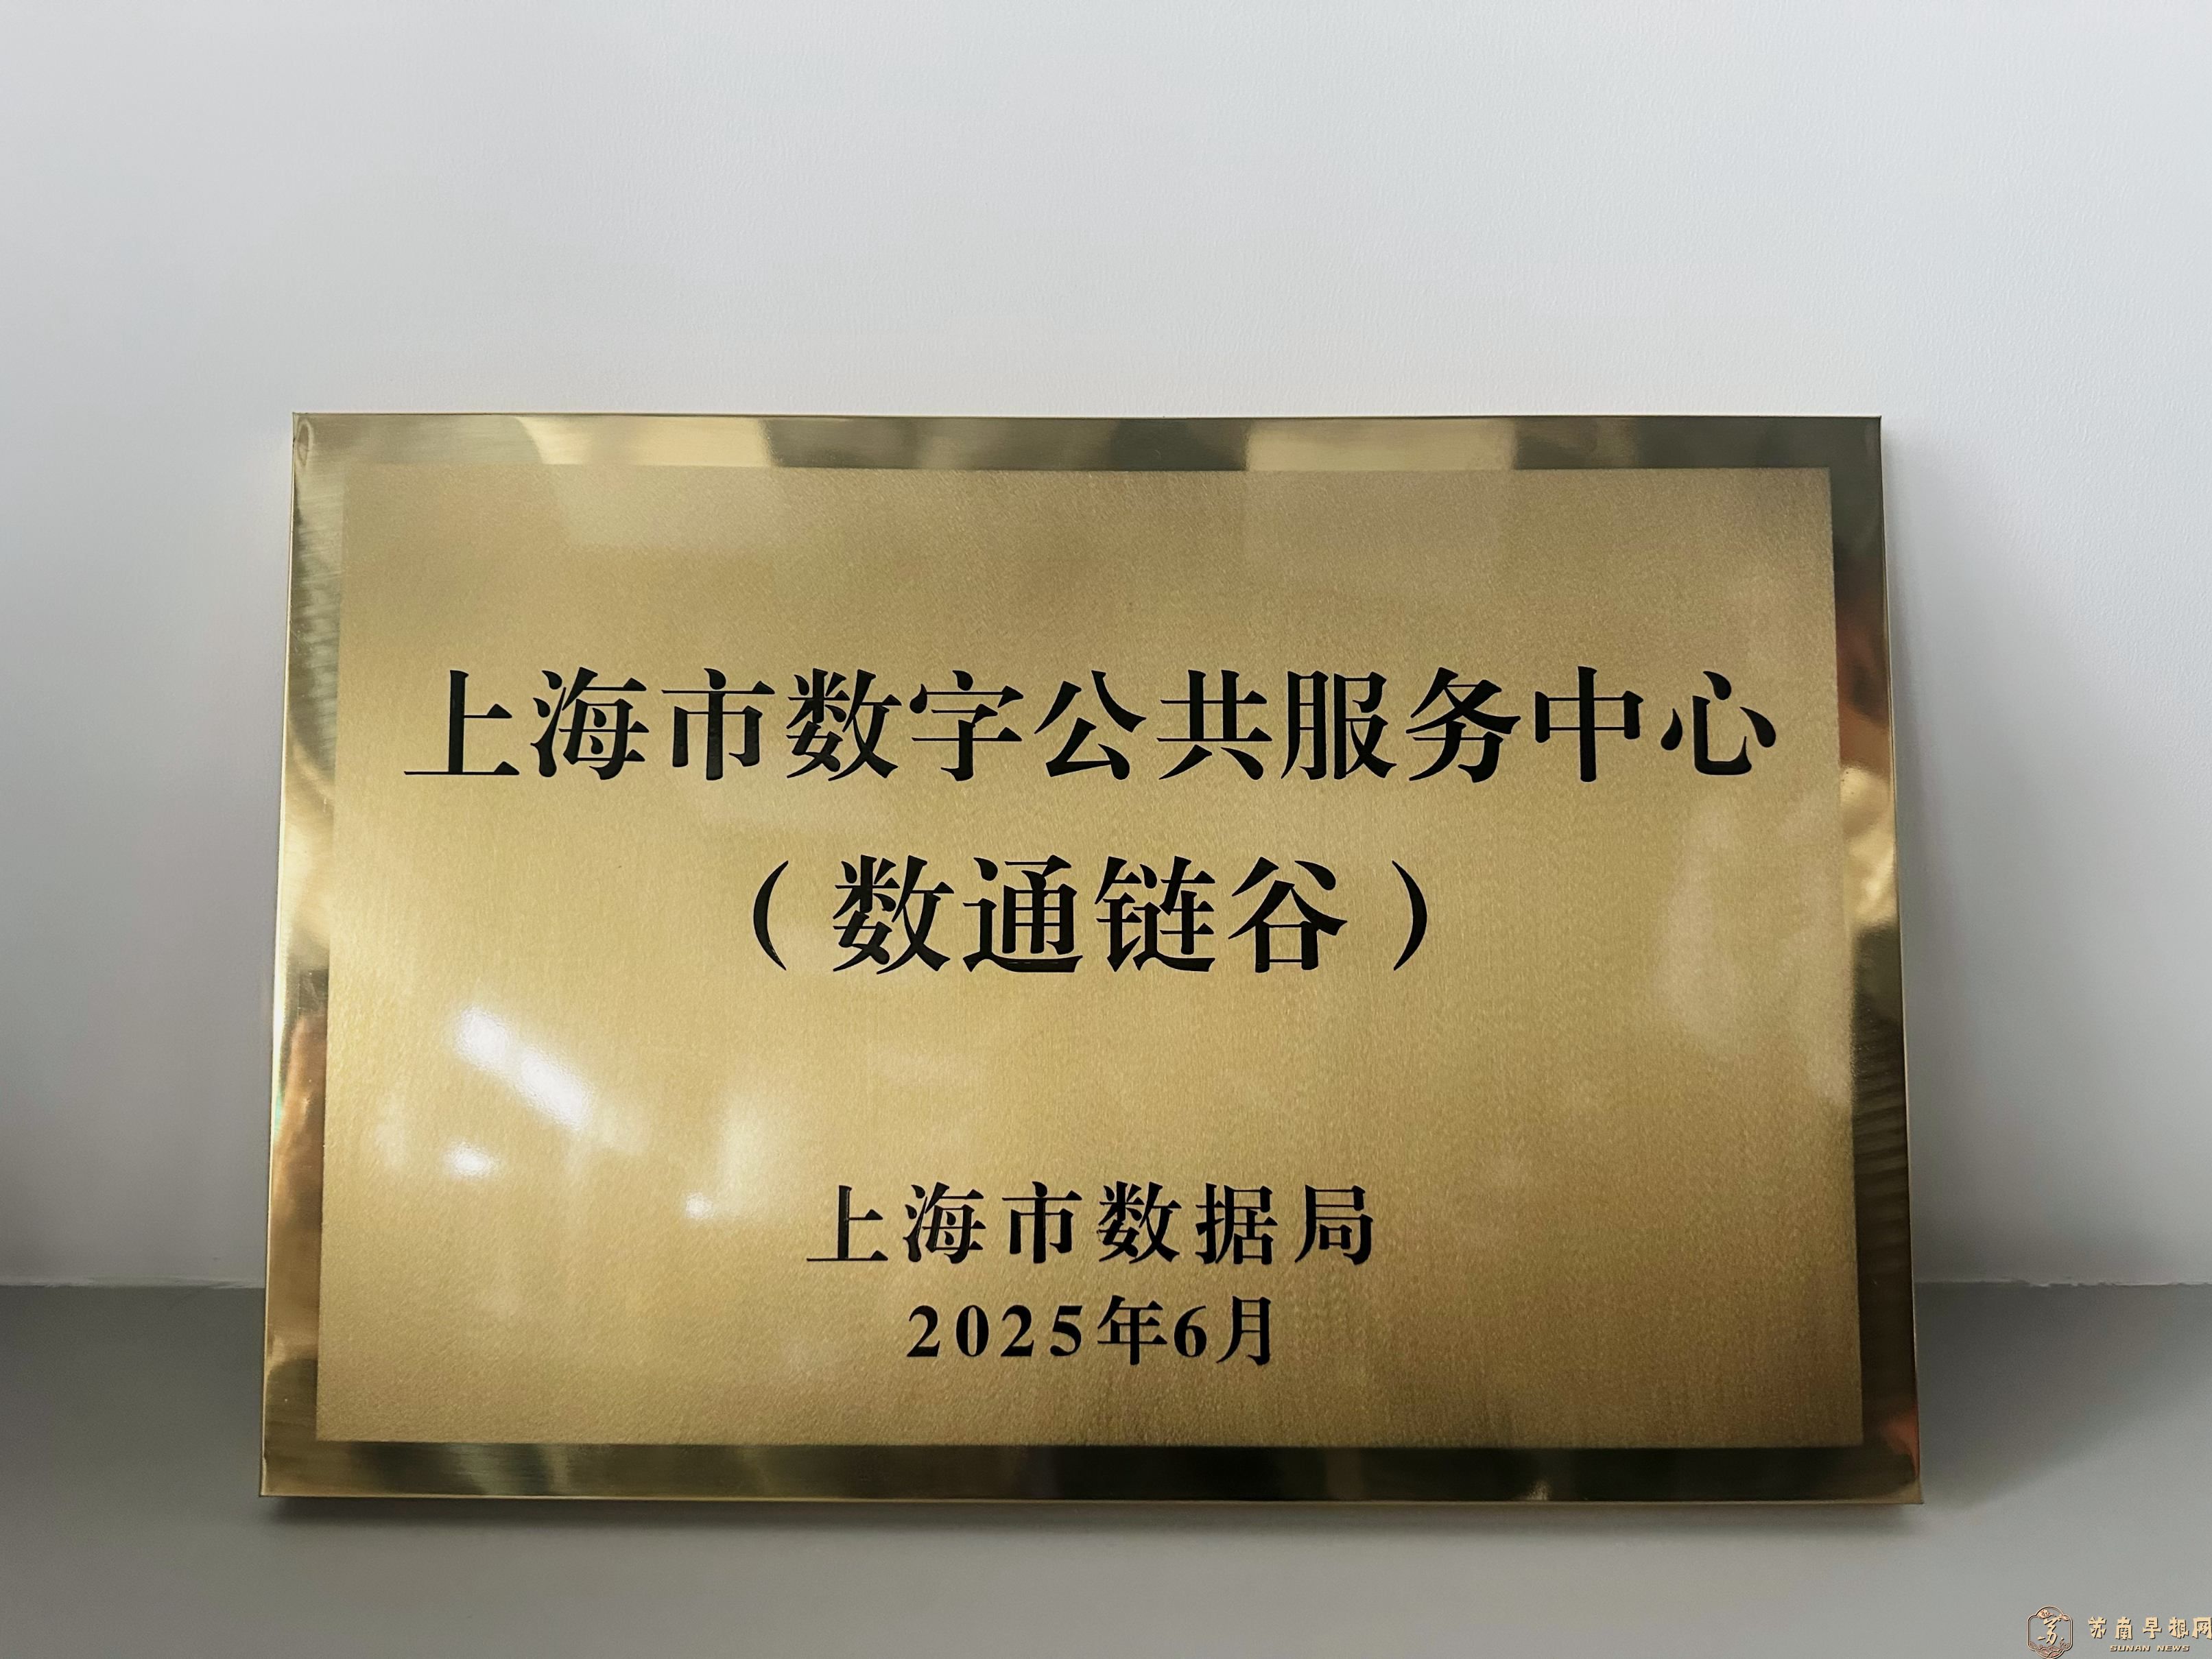 上海市数字公共服务中心
（数通链谷）
上海市数据局
2025年6月
苏南早报网
SUNAN NEWS